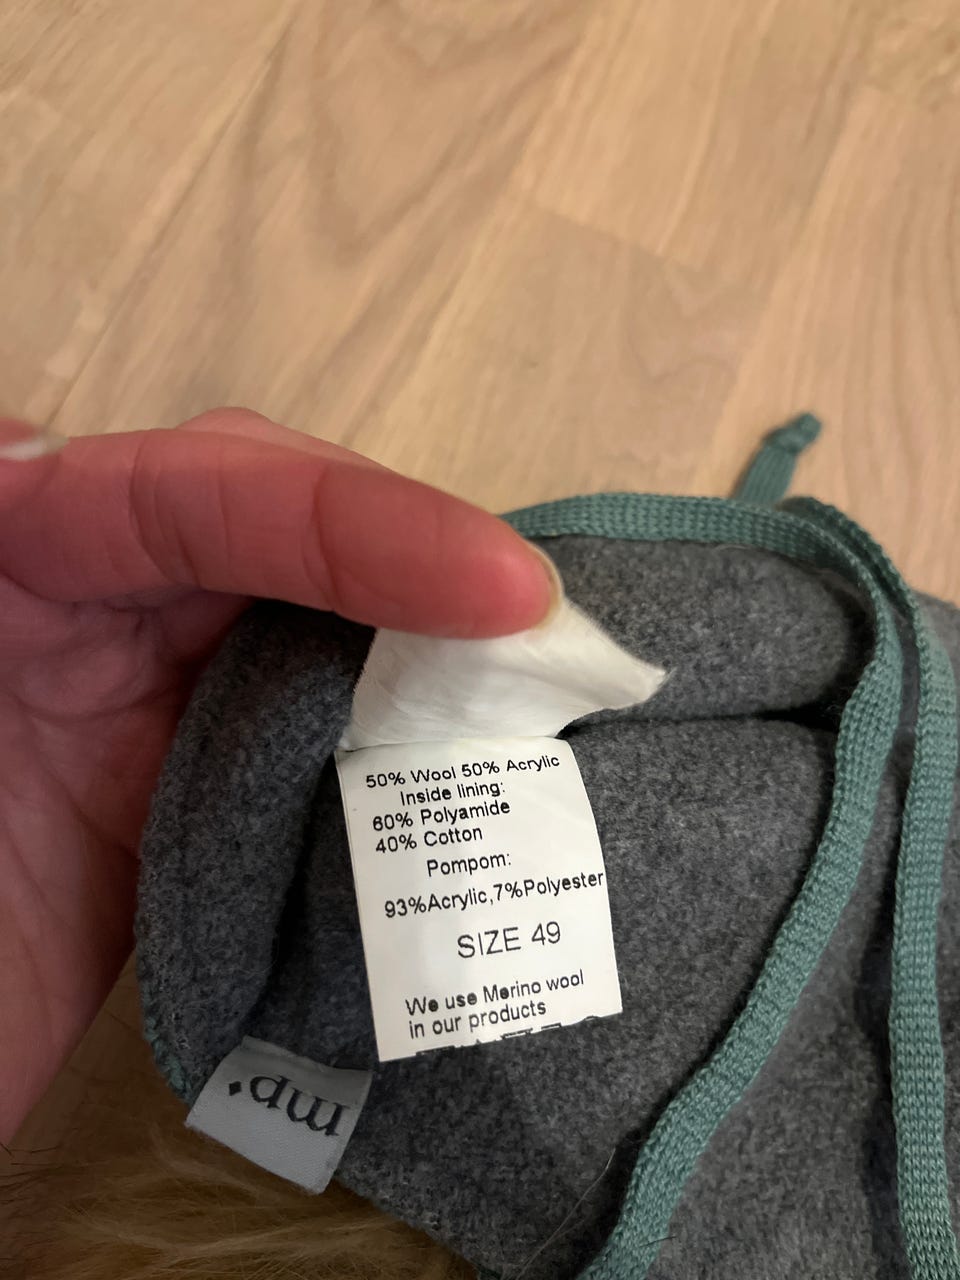 50% Wool 50% Acrylic
Inside lining:
60% Polyamide
40% Cotton
Pompom:
93%Acrylic,7%Polyester
SIZE 49
We use Merino wool
in our products
mp.